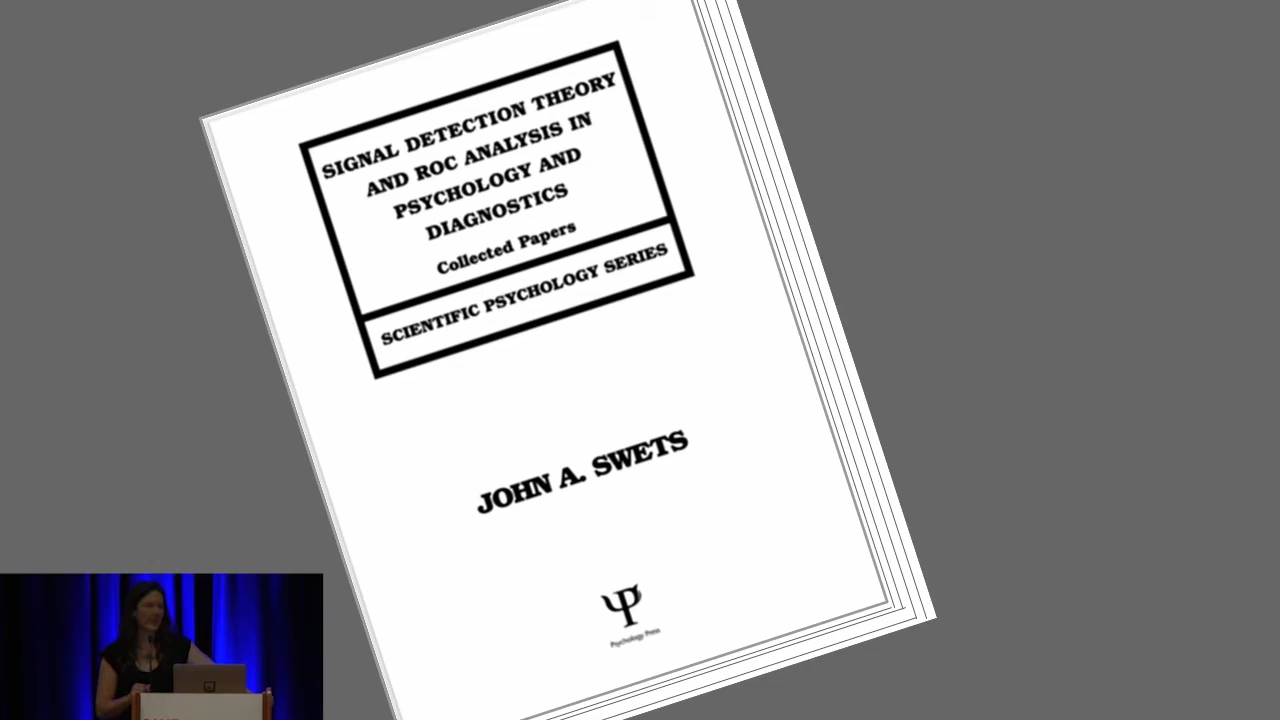 SIGNAL DETECTION THEORY
AND ROC ANALYSIS IN
PSYCHOLOGY AND
DIAGNOSTICS
Collected Papers
SCIENTIFIC PSYCHOLOGY SERIES
JOHN A. SWETS
Psychology Press